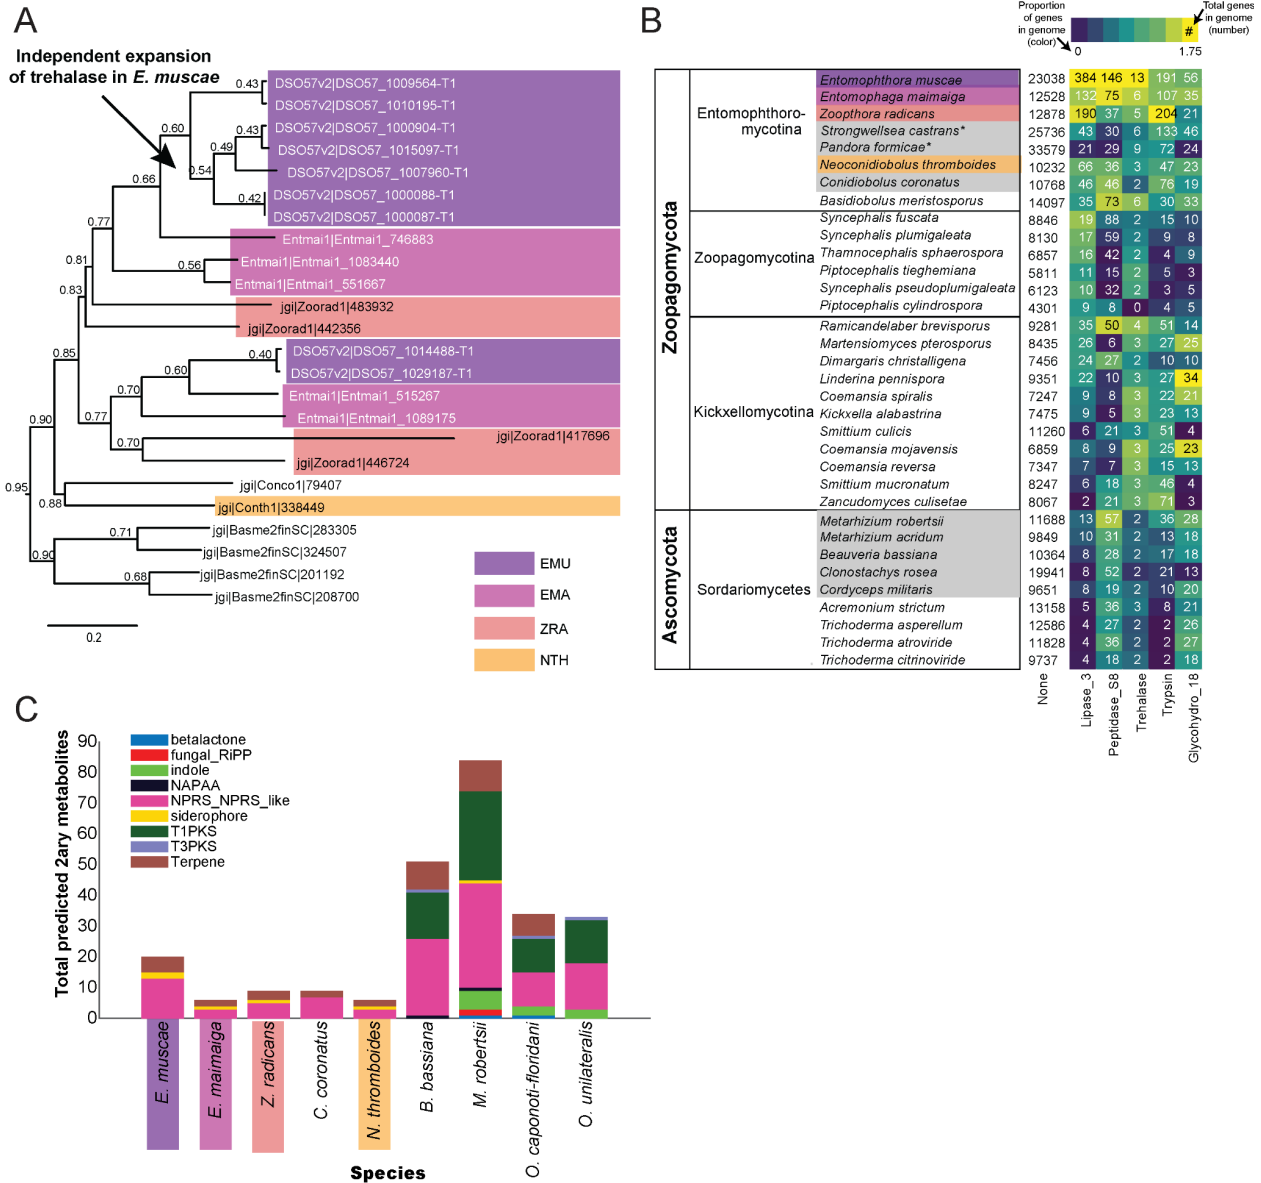 A
Independent expansion
of trehalase in E. muscae
0.43
DSO57v2|DSO57_1009564-T1
DSO57v2|DSO57_1010195-T1
0.60
0.43
DSO57v2|DSO57_1000904-T1
0.49
DSO57v2|DSO57_1015097-T1
0.54
DSO57v2|DSO57_1007960-T1
0.66
0.42
DSO57v2|DSO57_1000088-T1
DSO57v2|DSO57_1000087-T1
0.77
Entmai1|Entmai1_746883
0.81
0.56
Entmai1|Entmai1_1083440
Entmai1|Entmai1_551667
0.83
jgi|Zoorad1|483932
jgi|Zoorad1|442356
0.85
0.40
DSO57v2|DSO57_1014488-T1
0.60
DSO57v2|DSO57_1029187-T1
0.70
Entmai1|Entmai1_515267
0.77
Entmai1|Entmai1_1089175
0.90
0.70
jgi|Zoorad1|417696
jgi|Zoorad1|446724
0.95
jgi|Conco1|79407
0.88
jgi|Conth1|338449
0.71
jgi|Basme2finSC|283305
0.90
jgi|Basme2finSC|324507
0.68
jgi|Basme2finSC|201192
jgi|Basme2finSC|208700
0.2
EMU
EMA
ZRA
NTH
B
Proportion
of genes
in genome
(color)
#
Total genes
in genome
(number)
0
1.75
Zoopagomycota
Entomophthoro-
mycotina
Entomophthora muscae 23038 384 146 13 191 56
Entomophaga maimaiga 12528 132 75 6 107 35
Zoopthora radicans 12878 190 37 5 204 21
Strongwellsea castrans* 25736 43 30 6 133 46
Pandora formicae* 33579 21 29 9 72 24
Neoconidiobolus thromboides 10232 66 36 3 47 23
Conidiobolus coronatus 10768 46 46 2 76 19
Basidiobolus meristosporus 14097 35 73 6 30 33
Zoopagomycotina
Syncephalis fuscata 8846 19 88 2 15 10
Syncephalis plumigaleata 8130 17 59 2 9 8
Thamnocephalis sphaerospora 6857 16 42 2 4 9
Piptocephalis tieghemiana 5811 11 15 2 5 3
Syncephalis pseudoplumigaleata 6123 10 32 2 3 5
Piptocephalis cylindrospora 4301 9 8 0 4 5
Kickxellomycotina
Ramicandelaber brevisporus 9281 35 50 4 51 14
Martensiomyces pterosporus 8435 26 6 3 27 25
Dimargaris christalligena 7456 24 27 2 10 10
Linderina pennispora 9351 22 10 3 27 34
Coemansia spiralis 7247 9 8 3 22 21
Kickxella alabastrina 7475 9 5 3 23 13
Smittium culicis 11260 6 21 3 51 4
Coemansia mojavensis 6859 8 9 3 25 23
Coemansia reversa 7347 7 7 3 15 13
Smittium mucronatum 8247 6 18 3 46 4
Zancudomyces culisetae 8067 2 21 3 71 3
Ascomycota
Sordariomycetes
Metarhizium robertsii 11688 13 57 2 36 28
Metarhizium acridum 9849 10 31 2 13 18
Beauveria bassiana 10364 8 28 2 17 18
Clonostachys rosea 19941 8 52 2 21 13
Cordyceps militaris 9651 8 19 2 10 20
Acremonium strictum 13158 5 36 3 8 21
Trichoderma asperellum 12586 4 27 2 2 26
Trichoderma atroviride 11828 4 36 2 2 27
Trichoderma citrinoviride 9737 4 18 2 2 18
None
Lipase_3
Peptidase_S8
Trehalase
Trypsin
Glycohydro_18
C
Total predicted 2ary metabolites
90
80
70
60
50
40
30
20
10
0
betalactone
fungal_RiPP
indole
NAPAA
NPRS_NPRS_like
siderophore
T1PKS
T3PKS
Terpene
E. muscae
E. maimaiga
Z. radicans
C. coronatus
N. thromboides
B. bassiana
M. robertsii
O. caponoti-floridani
O. unilateralis
Species